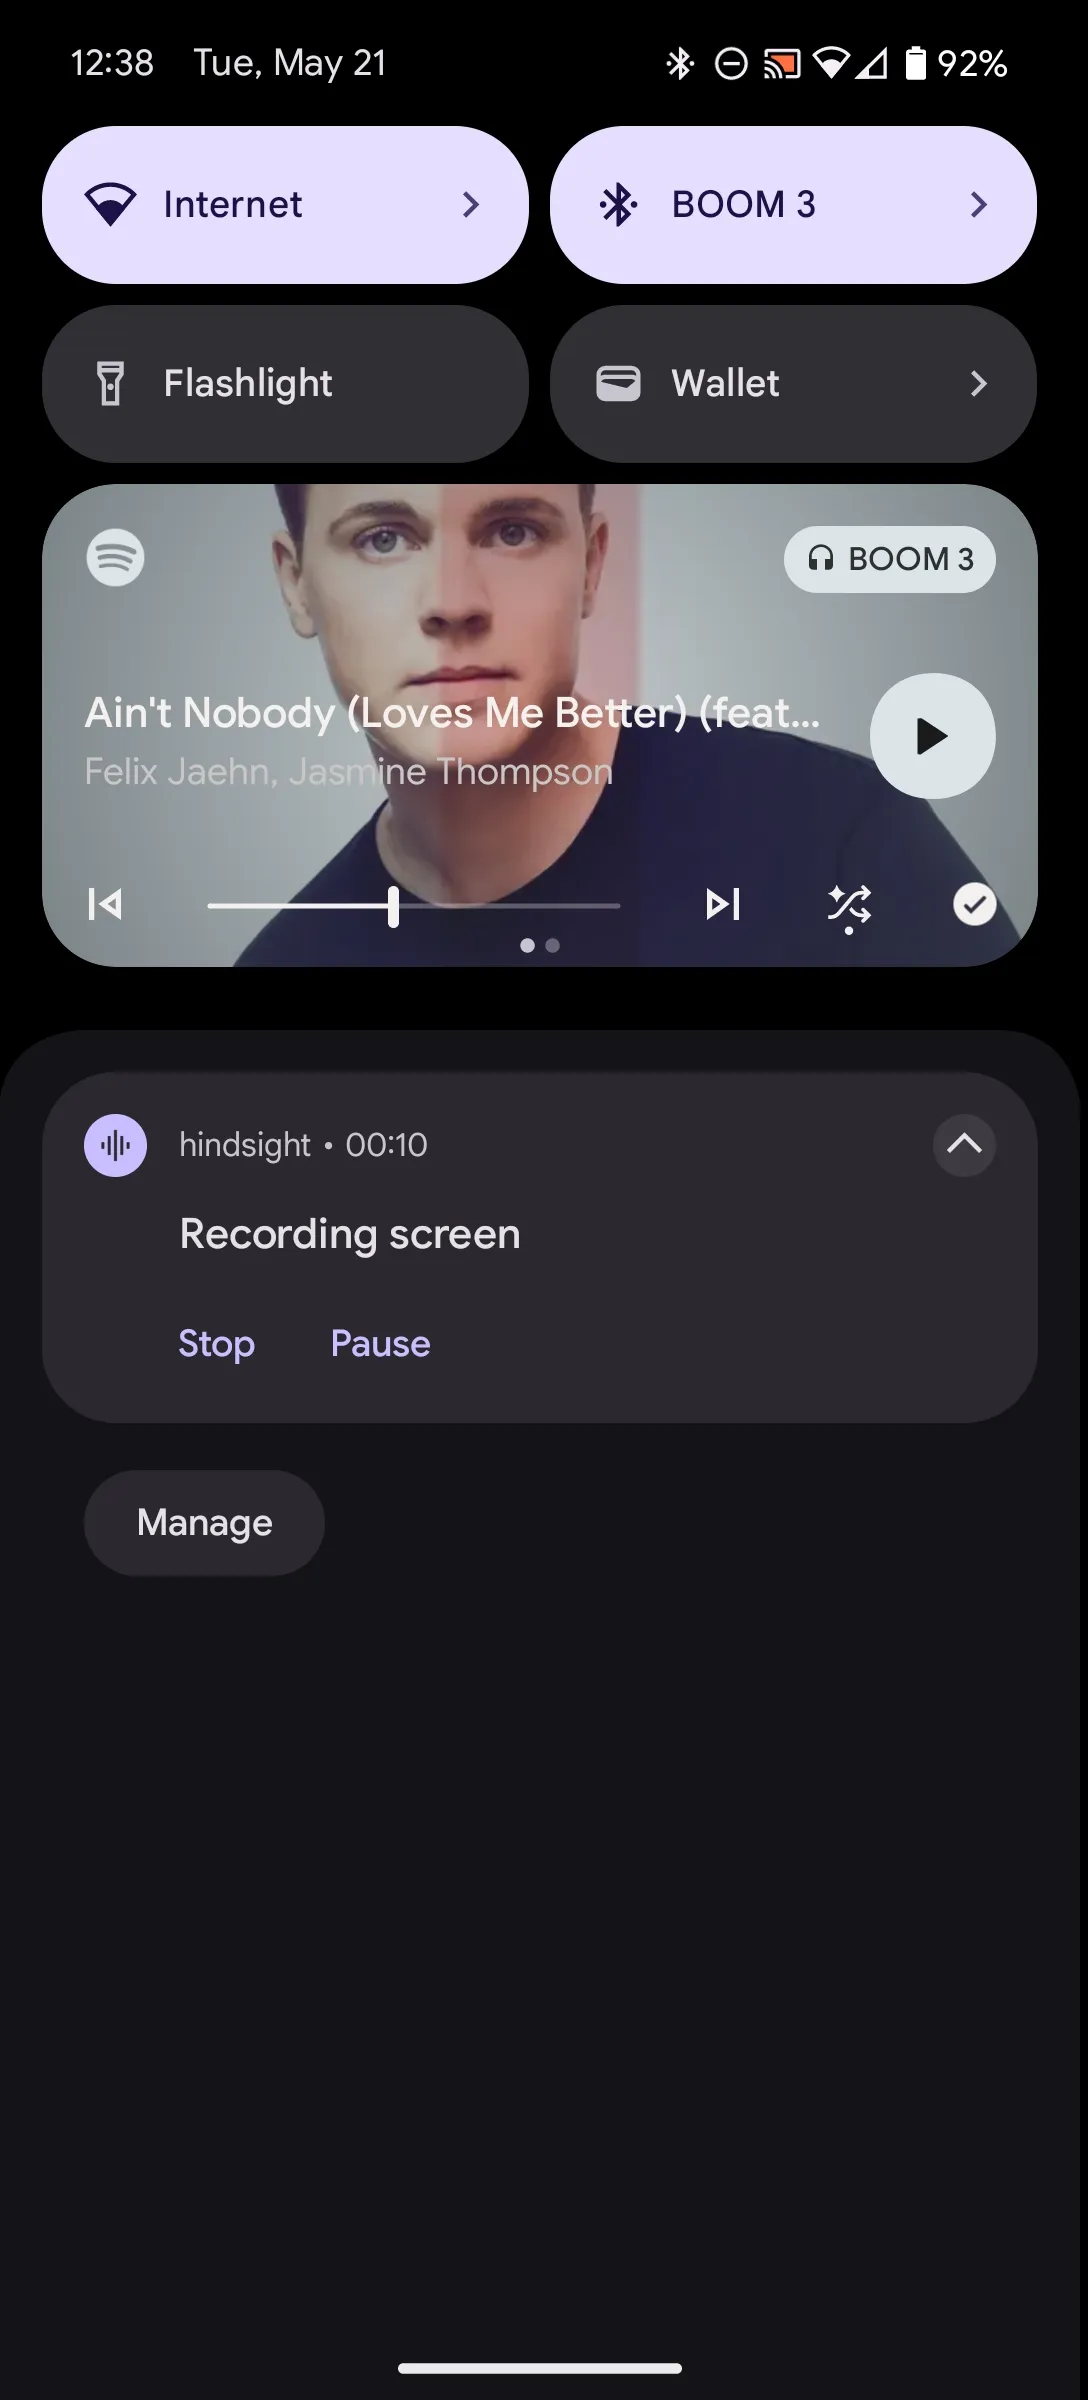 12:38 Tue, May 21 92%
Internet
BOOM 3
Flashlight
Wallet
BOOM 3
Ain't Nobody (Loves Me Better) (feat...
Felix Jaehn, Jasmine Thompson
hindsight • 00:10
Recording screen
Stop Pause
Manage